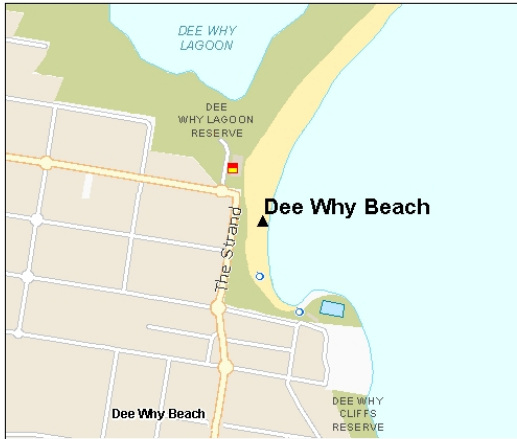 DEE WHY
LAGOON
DEE
WHY LAGOON
RESERVE
Dee Why Beach
The Strand
Dee Why Beach
DEE WHY
CLIFFS
RESERVE